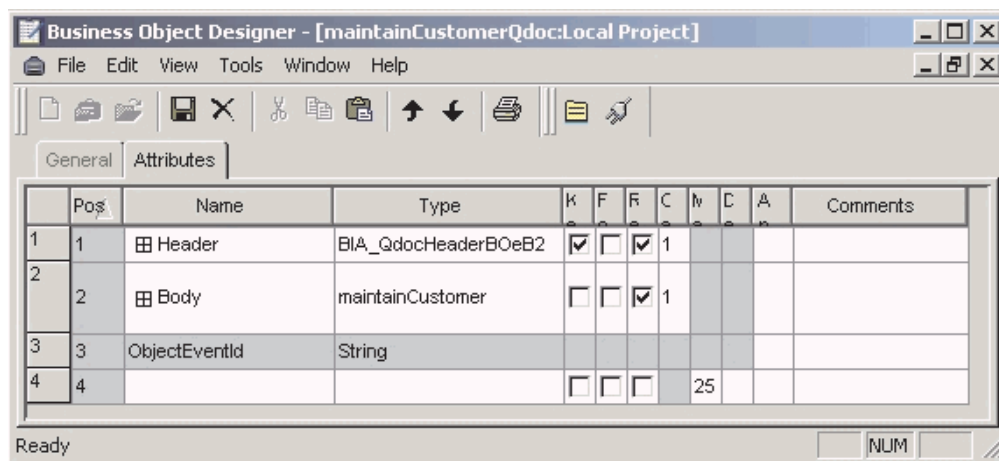 Business Object Designer - [maintainCustomerQdoc:Local Project]
File Edit View Tools Window Help
General Attributes
Pos Name Type K F R C M D A Comments
1 1 Header BIA_QdocHeaderBOeB2 1
2 2 Body maintainCustomer 1
3 3 ObjectEventId String
4 4 25
Ready NUM